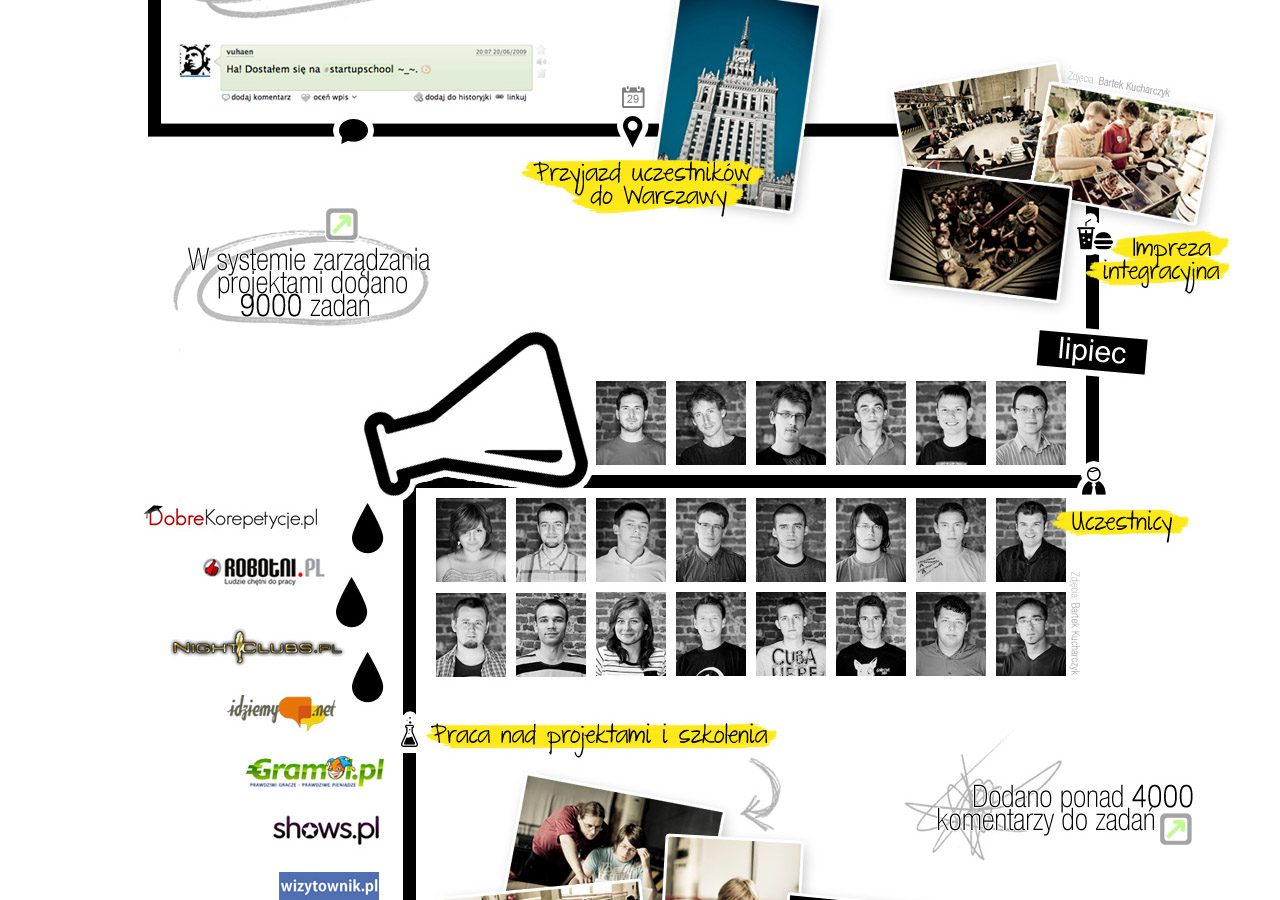 vuhaen
20:07 20/06/2009
Ha! Dostałem się na #startupschool ~_~.
dodaj komentarz
oceń wpis
dodaj do historyjki
linkuj
29
Zdjęcia: Bartek Kucharczyk
Przyjazd uczestników
do Warszawy
Impreza
integracyjna
W systemie zarządzania
projektami dodano
9000 zadań
lipiec
DobreKorepetycje.pl
Uczestnicy
ROBOTNI.PL
Ludzie chętni do pracy
Zdjęcia: Bartek Kucharczyk
NIGHTCLUBS.PL
CUBA
LIBRE
idziemy.net
Praca nad projektami i szkolenia
Gramoi.pl
PRAWDZIWI GRACZE - PRAWDZIWE PIENIĄDZE
Dodano ponad 4000
komentarzy do zadań
shows.pl
wizytownik.pl